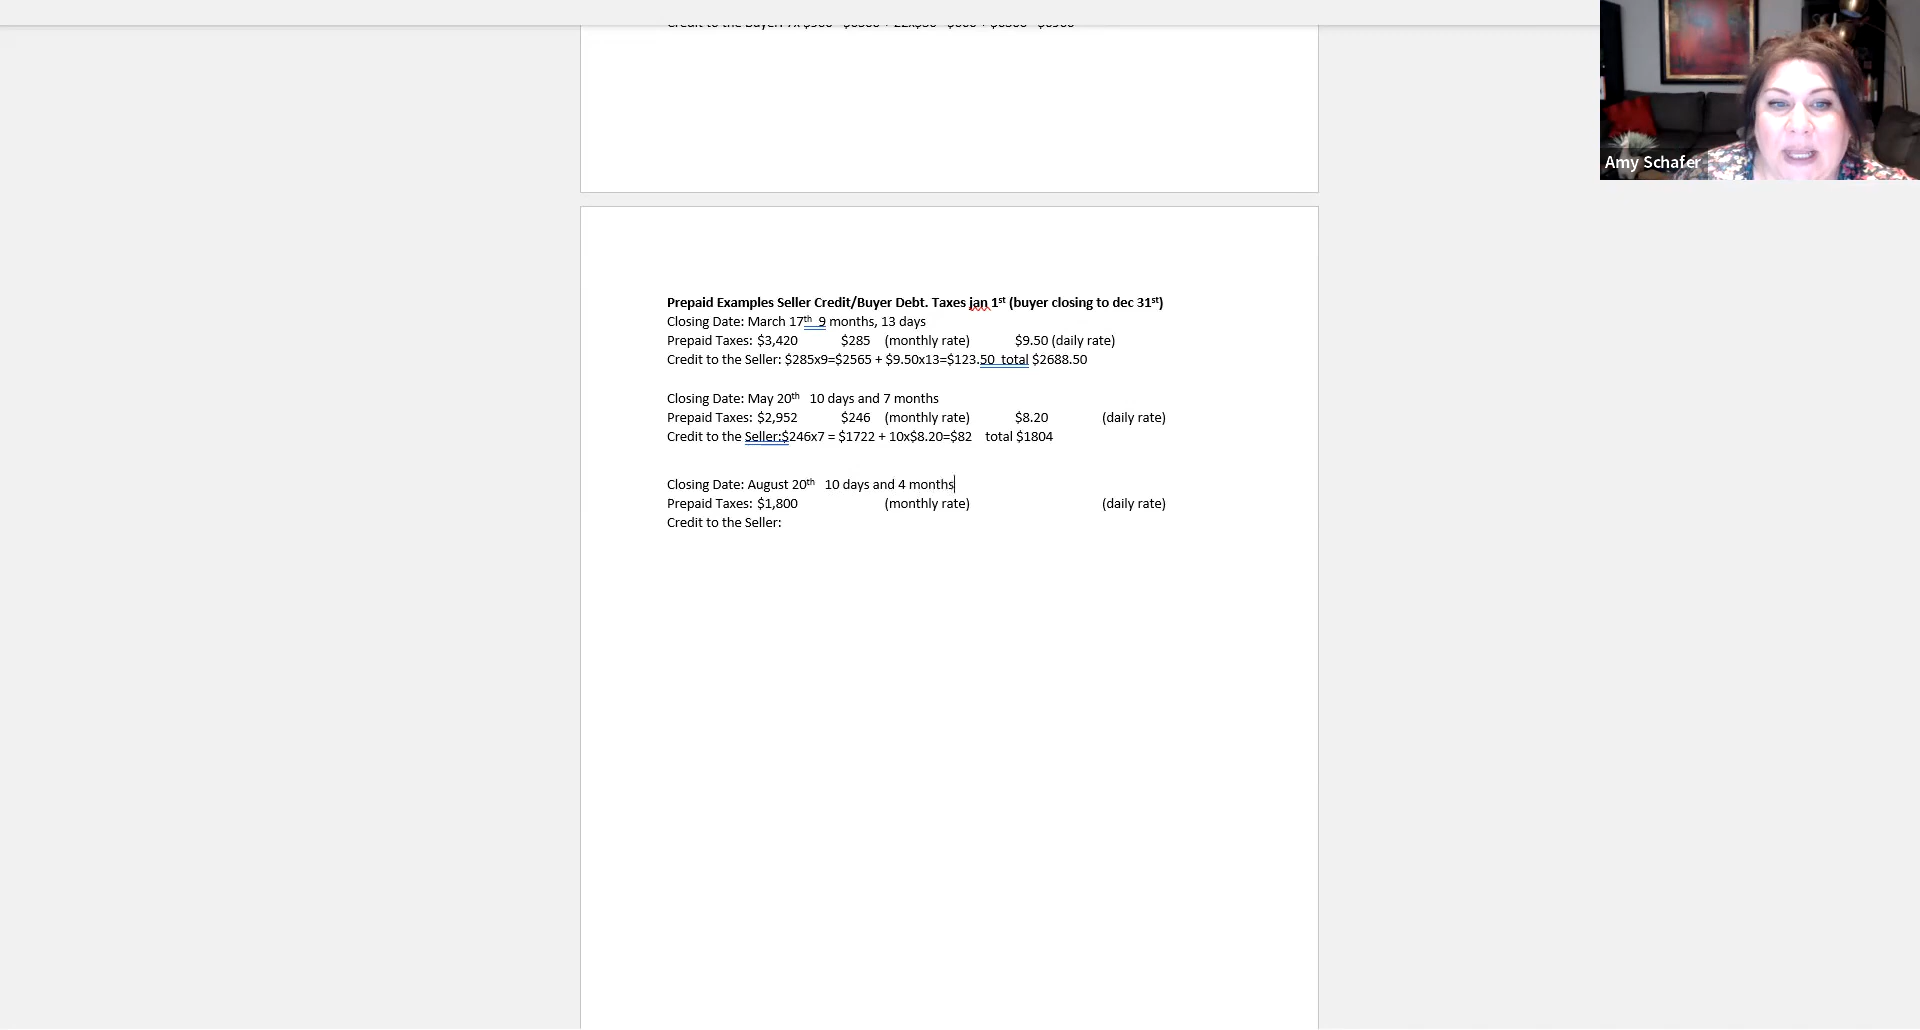 Amy Schafer
Prepaid Examples Seller Credit/Buyer Debt. Taxes jan 1st (buyer closing to dec 31st)
Closing Date: March 17th 9 months, 13 days
Prepaid Taxes: $3,420 $285 (monthly rate) $9.50 (daily rate)
Credit to the Seller: $285x9=$2565 + $9.50x13=$123.50 total $2688.50
Closing Date: May 20th 10 days and 7 months
Prepaid Taxes: $2,952 $246 (monthly rate) $8.20 (daily rate)
Credit to the Seller:$246x7 = $1722 + 10x$8.20=$82 total $1804
Closing Date: August 20th 10 days and 4 months
Prepaid Taxes: $1,800 (monthly rate) (daily rate)
Credit to the Seller: